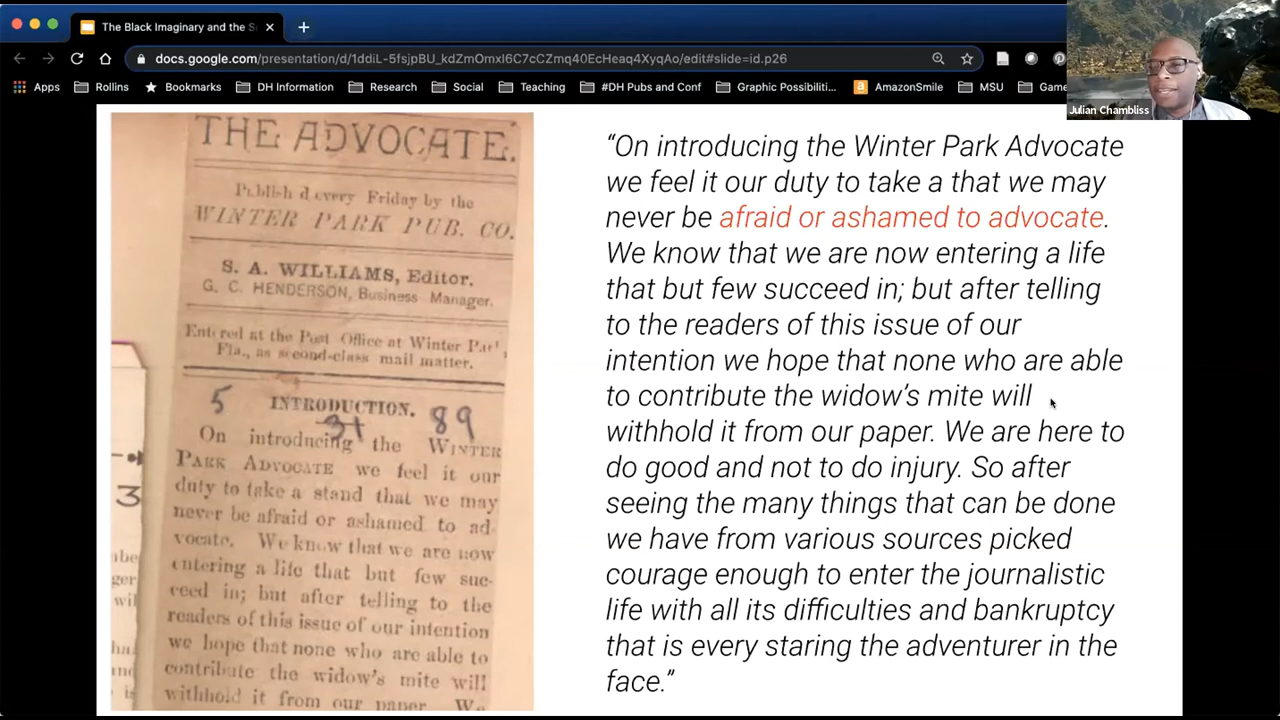 The Black Imaginary and the S
docs.google.com/presentation/d/1ddiL-5fsjpBU_kdZmOmxl6C7cCZmq40EcHeaq4XyqAo/edit#slide=id.p26
Apps Rollins Bookmarks DH Information Research Social Teaching #DH Pubs and Conf Graphic Possibiliti... AmazonSmile MSU Game
Julian Chambliss
THE ADVOCATE.
Publish d every Friday by the
WINTER PARK PUB. CO.
S. A. WILLIAMS, Editor.
G. C. HENDERSON, Business Manager.
Entered at the Post Office at Winter Par
Fla., as second-class mail matter.
5 INTRODUCTION. 89
31
On introducing the WINTER
PARK ADVOCATE we feel it our
duty to take a stand that we may
never be afraid or ashamed to ad-
vocate. We know that we are now
entering a life that but few suc-
ceed in; but after telling to the
readers of this issue of our intention
we hope that none who are able to
contribute the widow's mite will
withhold it from our paper. We
3
“On introducing the Winter Park Advocate
we feel it our duty to take a that we may
never be afraid or ashamed to advocate.
We know that we are now entering a life
that but few succeed in; but after telling
to the readers of this issue of our
intention we hope that none who are able
to contribute the widow’s mite will
withhold it from our paper. We are here to
do good and not to do injury. So after
seeing the many things that can be done
we have from various sources picked
courage enough to enter the journalistic
life with all its difficulties and bankruptcy
that is every staring the adventurer in the
face.”